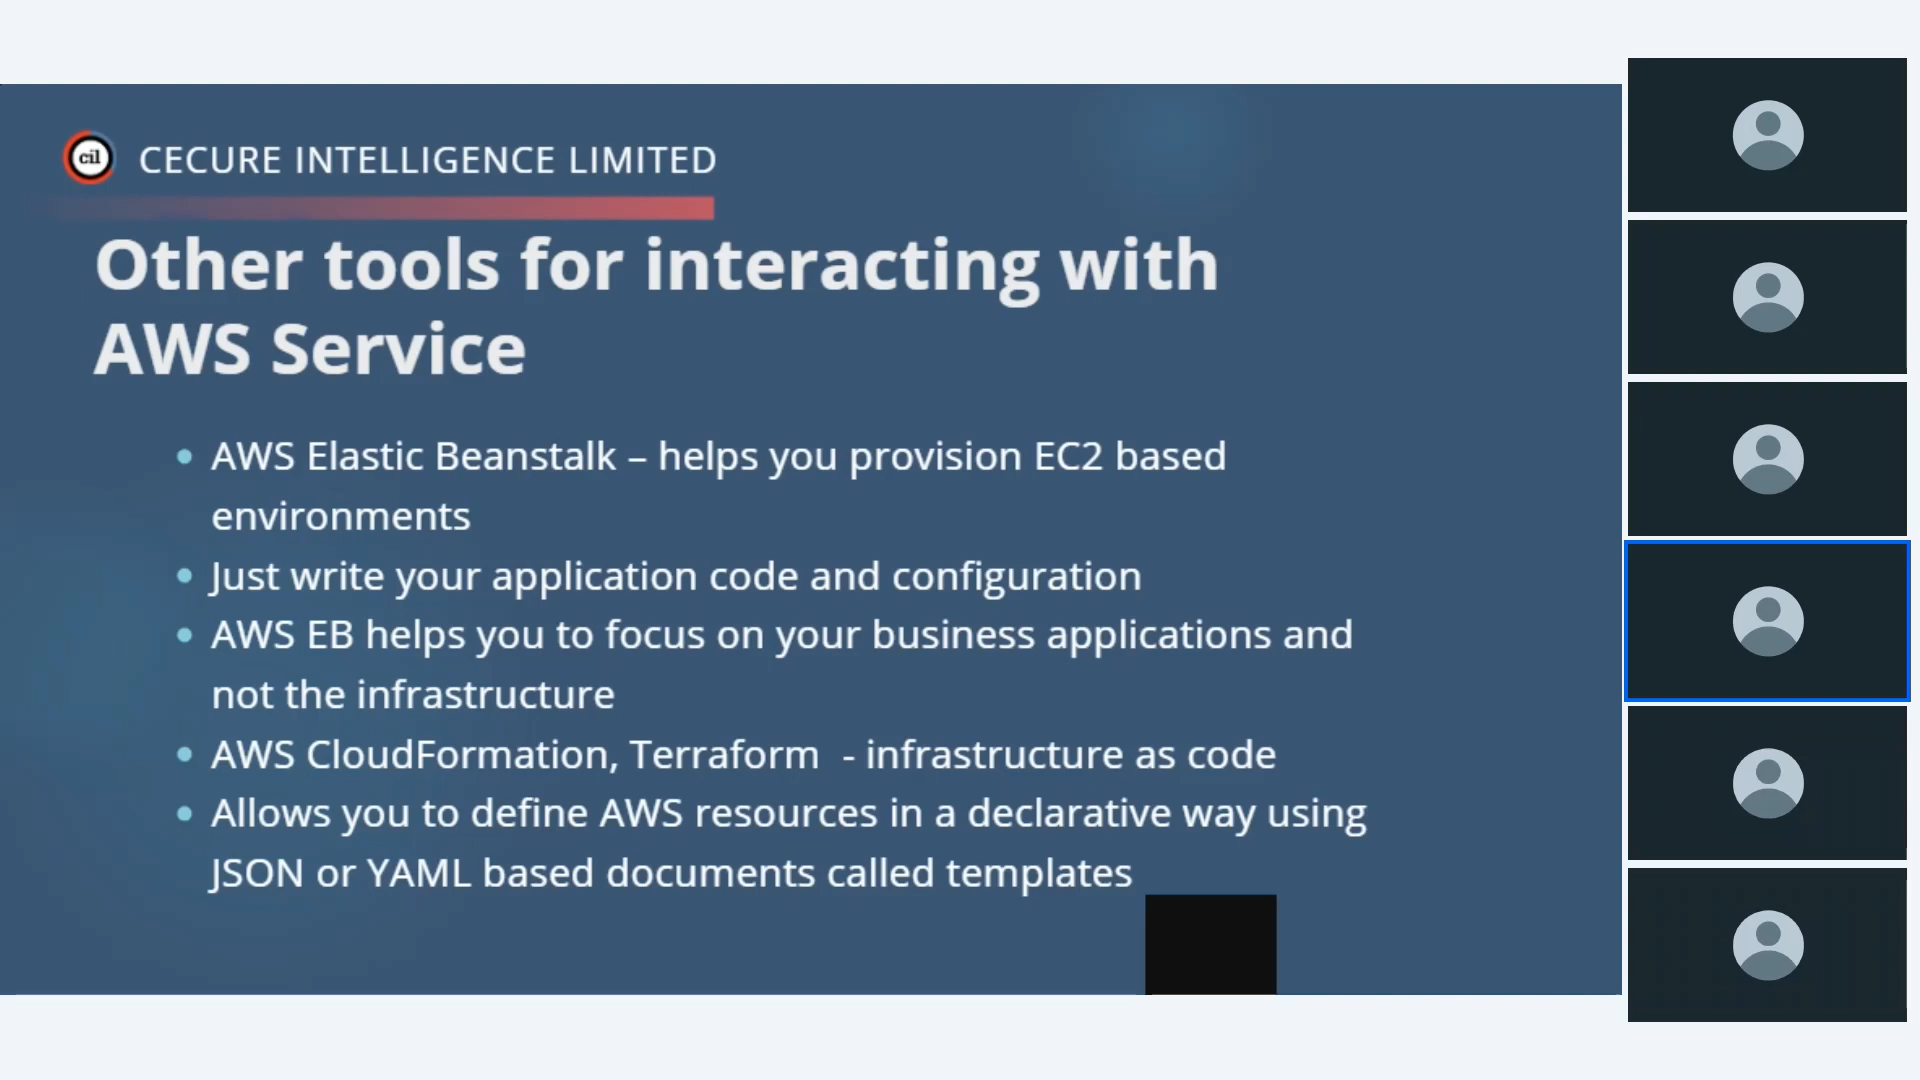 cil
CECURE INTELLIGENCE LIMITED
Other tools for interacting with
AWS Service
• AWS Elastic Beanstalk – helps you provision EC2 based
environments
• Just write your application code and configuration
• AWS EB helps you to focus on your business applications and
not the infrastructure
• AWS CloudFormation, Terraform  - infrastructure as code
• Allows you to define AWS resources in a declarative way using
JSON or YAML based documents called templates